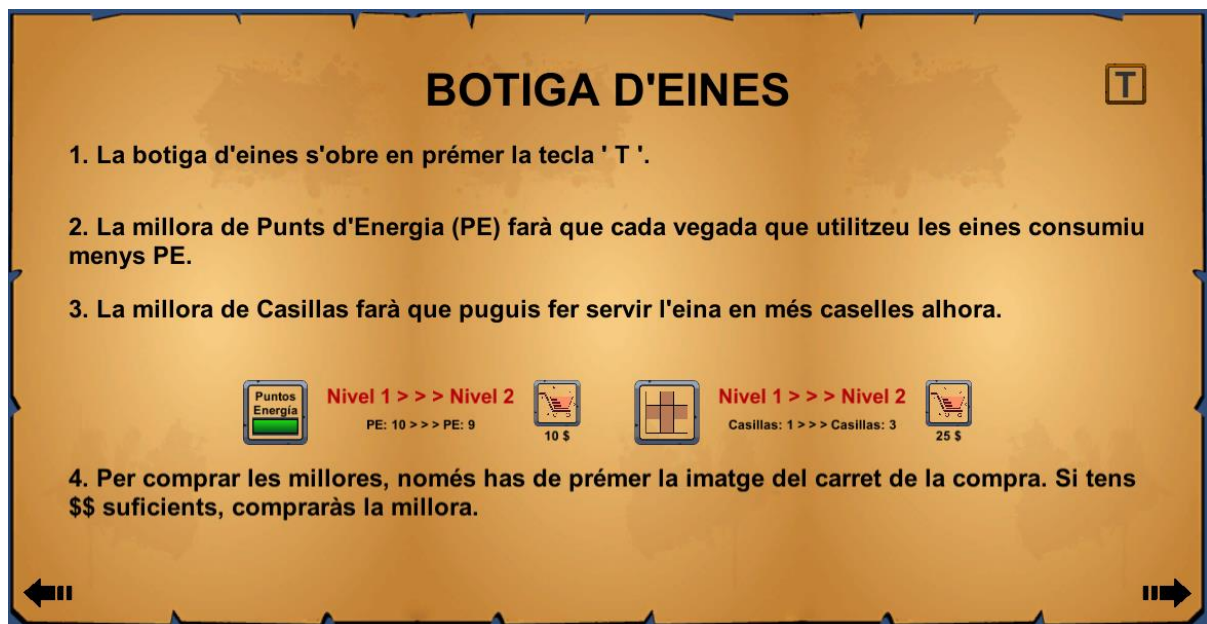 BOTIGA D'EINES
T
1. La botiga d'eines s'obre en prémer la tecla ' T '.
2. La millora de Punts d'Energia (PE) farà que cada vegada que utilitzeu les eines consumiu
menys PE.
3. La millora de Casillas farà que puguis fer servir l'eina en més caselles alhora.
Puntos
Energía
Nivel 1 > > > Nivel 2
PE: 10 > > > PE: 9
10 $
Nivel 1 > > > Nivel 2
Casillas: 1 > > > Casillas: 3
25 $
4. Per comprar les millores, només has de prémer la imatge del carret de la compra. Si tens
$$ suficients, compraràs la millora.